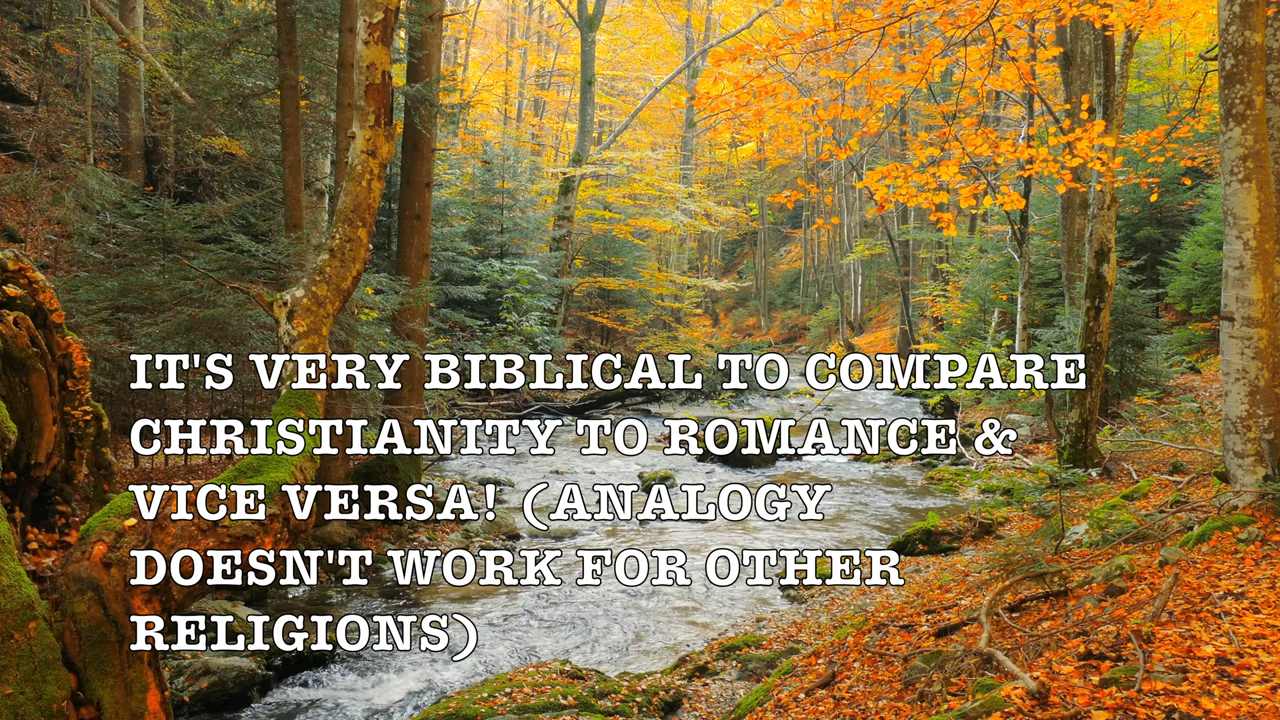 IT'S VERY BIBLICAL TO COMPARE
CHRISTIANITY TO ROMANCE &
VICE VERSA! (ANALOGY
DOESN'T WORK FOR OTHER
RELIGIONS)